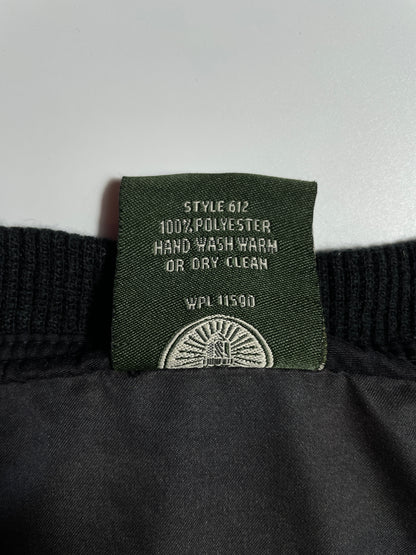 STYLE 612
100% POLYESTER
HAND WASH WARM
OR DRY CLEAN
WPL 11590